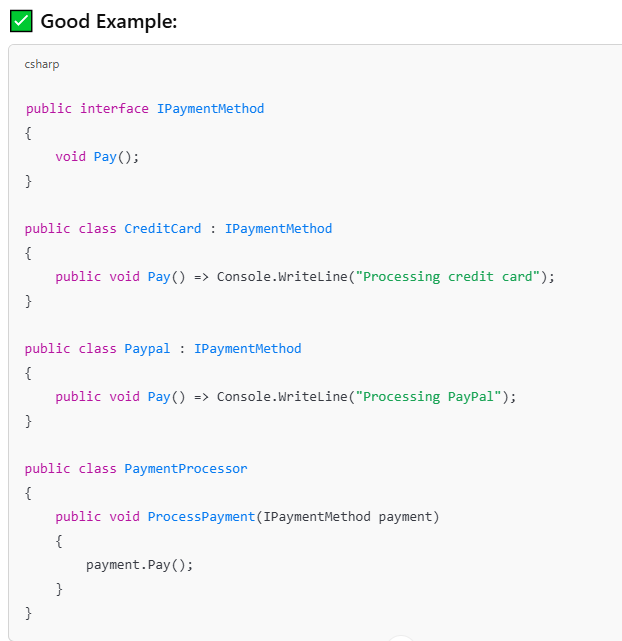 ✅ Good Example:
csharp
public interface IPaymentMethod
{
    void Pay();
}
public class CreditCard : IPaymentMethod
{
    public void Pay() => Console.WriteLine("Processing credit card");
}
public class Paypal : IPaymentMethod
{
    public void Pay() => Console.WriteLine("Processing PayPal");
}
public class PaymentProcessor
{
    public void ProcessPayment(IPaymentMethod payment)
    {
        payment.Pay();
    }
}